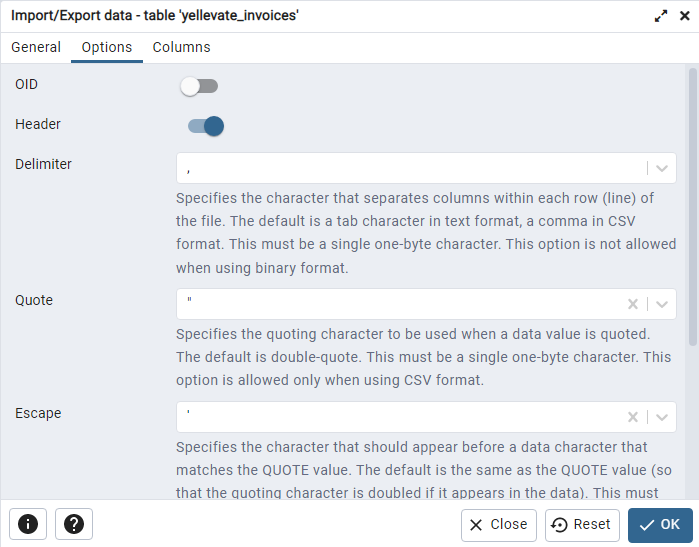 Import/Export data - table 'yellevate_invoices'
General Options Columns
OID
Header
Delimiter ,
Specifies the character that separates columns within each row (line) of
the file. The default is a tab character in text format, a comma in CSV
format. This must be a single one-byte character. This option is not allowed
when using binary format.
Quote "
Specifies the quoting character to be used when a data value is quoted.
The default is double-quote. This must be a single one-byte character. This
option is allowed only when using CSV format.
Escape '
Specifies the character that should appear before a data character that
matches the QUOTE value. The default is the same as the QUOTE value (so
that the quoting character is doubled if it appears in the data). This must
Close Reset OK